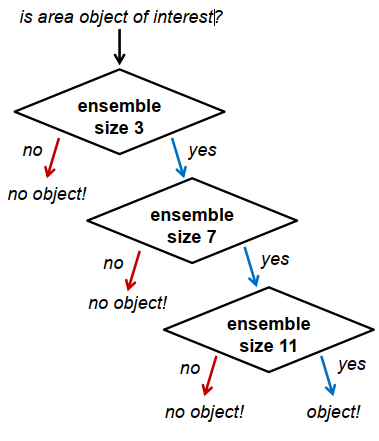 is area object of interest?
ensemble
size 3
no
yes
no object!
ensemble
size 7
no
yes
no object!
ensemble
size 11
no
yes
no object!
object!